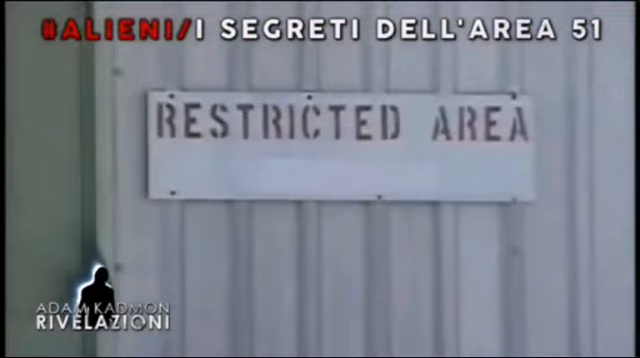 #ALIENI/I SEGRETI DELL'AREA 51
RESTRICTED AREA
ADAM KADMON
RIVELAZIONI